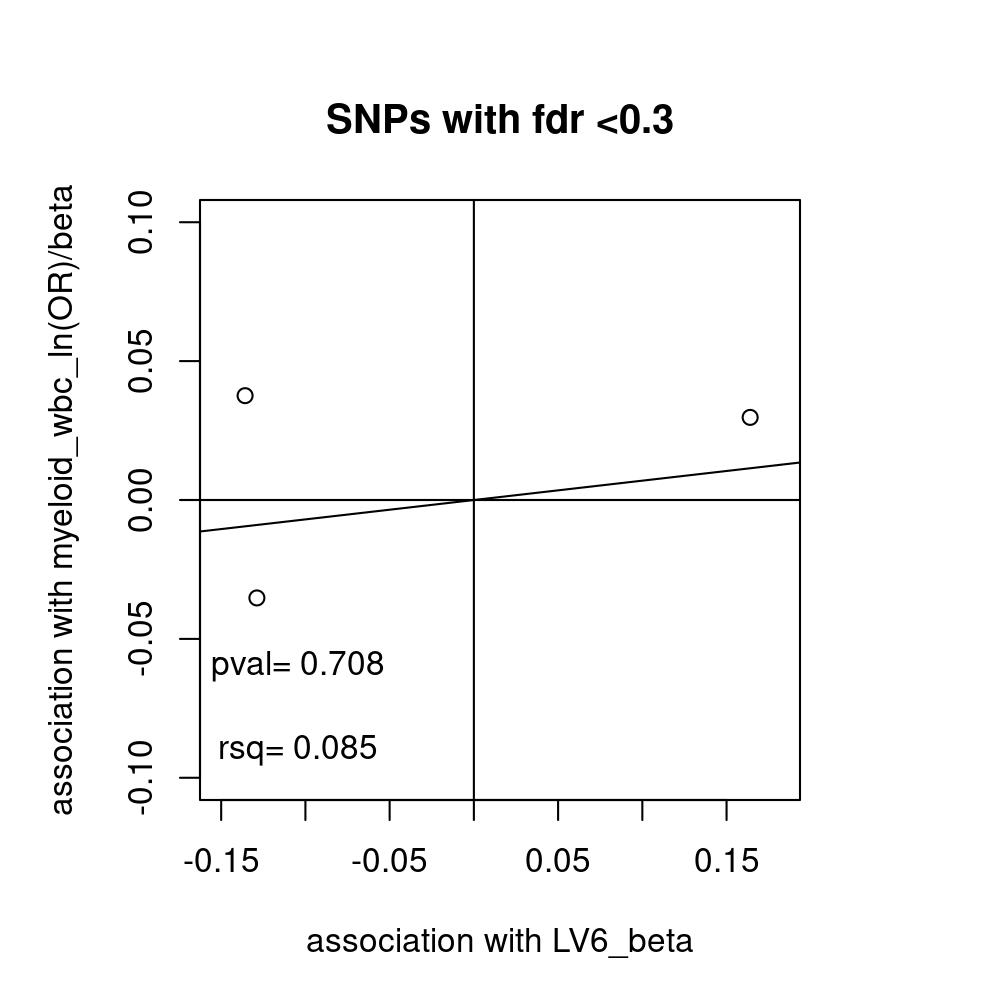 SNPs with fdr <0.3
association with myeloid_wbc_ln(OR)/beta
0.10
0.05
0.00
-0.05
-0.10
pval= 0.708
rsq= 0.085
-0.15
-0.05
0.05
0.15
association with LV6_beta